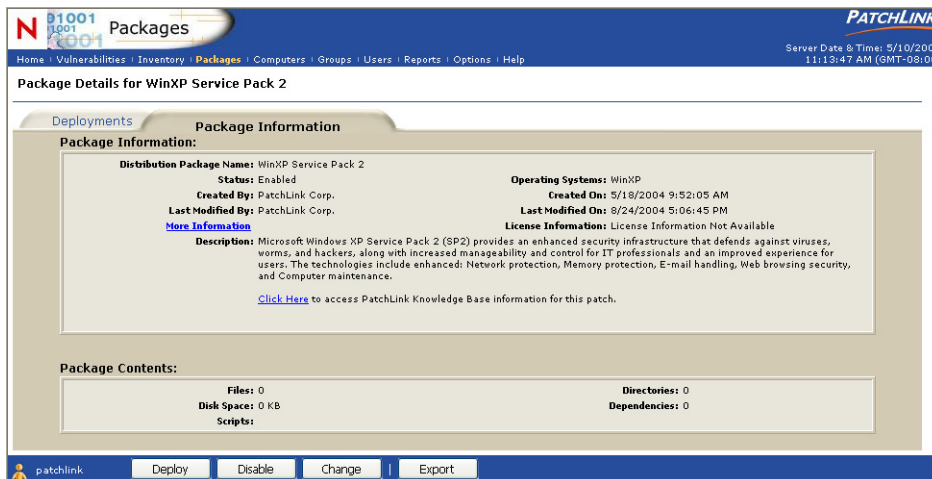 N
01001
1001
Packages
PATCHLINK
Server Date & Time: 5/10/200
11:13:47 AM (GMT-08:0
Home | Vulnerabilities | Inventory | Packages | Computers | Groups | Users | Reports | Options | Help
Package Details for WinXP Service Pack 2
Deployments
Package Information
Package Information:
Distribution Package Name: WinXP Service Pack 2
Status: Enabled
Operating Systems: WinXP
Created By: PatchLink Corp.
Created On: 5/18/2004 9:52:05 AM
Last Modified By: PatchLink Corp.
Last Modified On: 8/24/2004 5:06:45 PM
More Information
License Information: License Information Not Available
Description: Microsoft Windows XP Service Pack 2 (SP2) provides an enhanced security infrastructure that defends against viruses,
worms, and hackers, along with increased manageability and control for IT professionals and an improved experience for
users. The technologies include enhanced: Network protection, Memory protection, E-mail handling, Web browsing security,
and Computer maintenance.
Click Here to access PatchLink Knowledge Base information for this patch.
Package Contents:
Files: 0
Directories: 0
Disk Space: 0 KB
Dependencies: 0
Scripts:
patchlink
Deploy
Disable
Change
|
Export